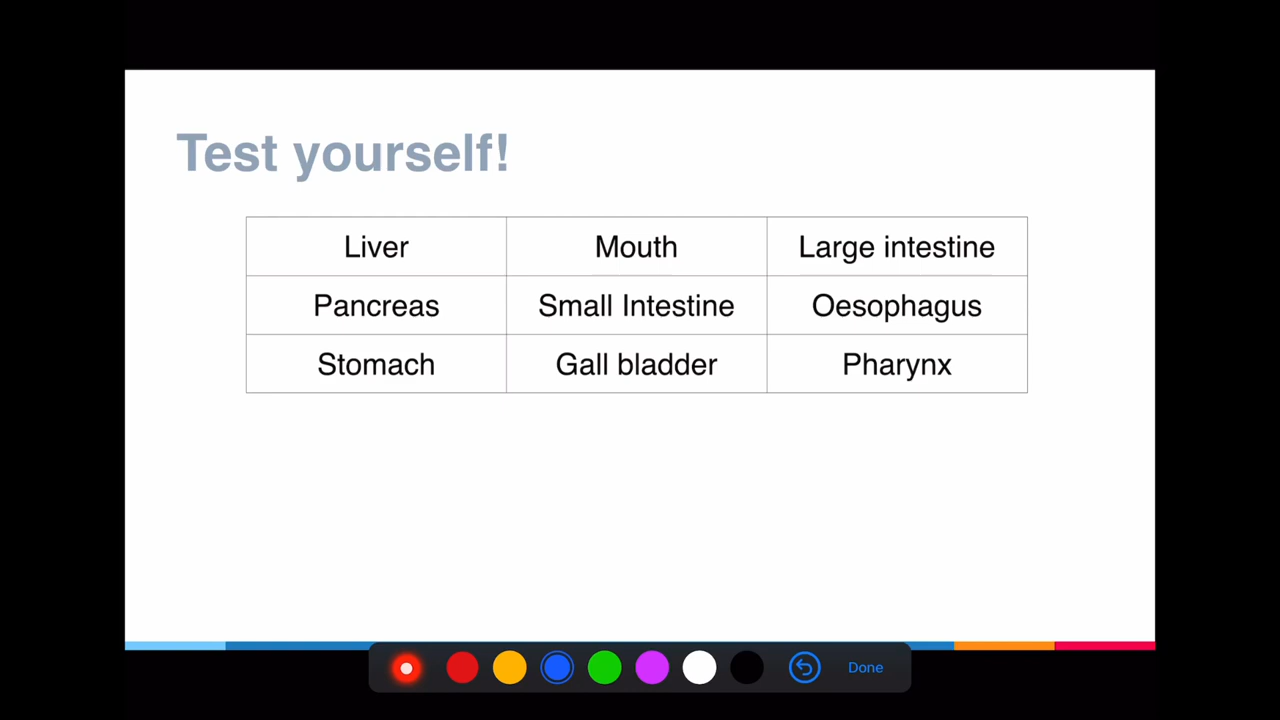 Test yourself!
Liver Mouth Large intestine
Pancreas Small Intestine Oesophagus
Stomach Gall bladder Pharynx
Done